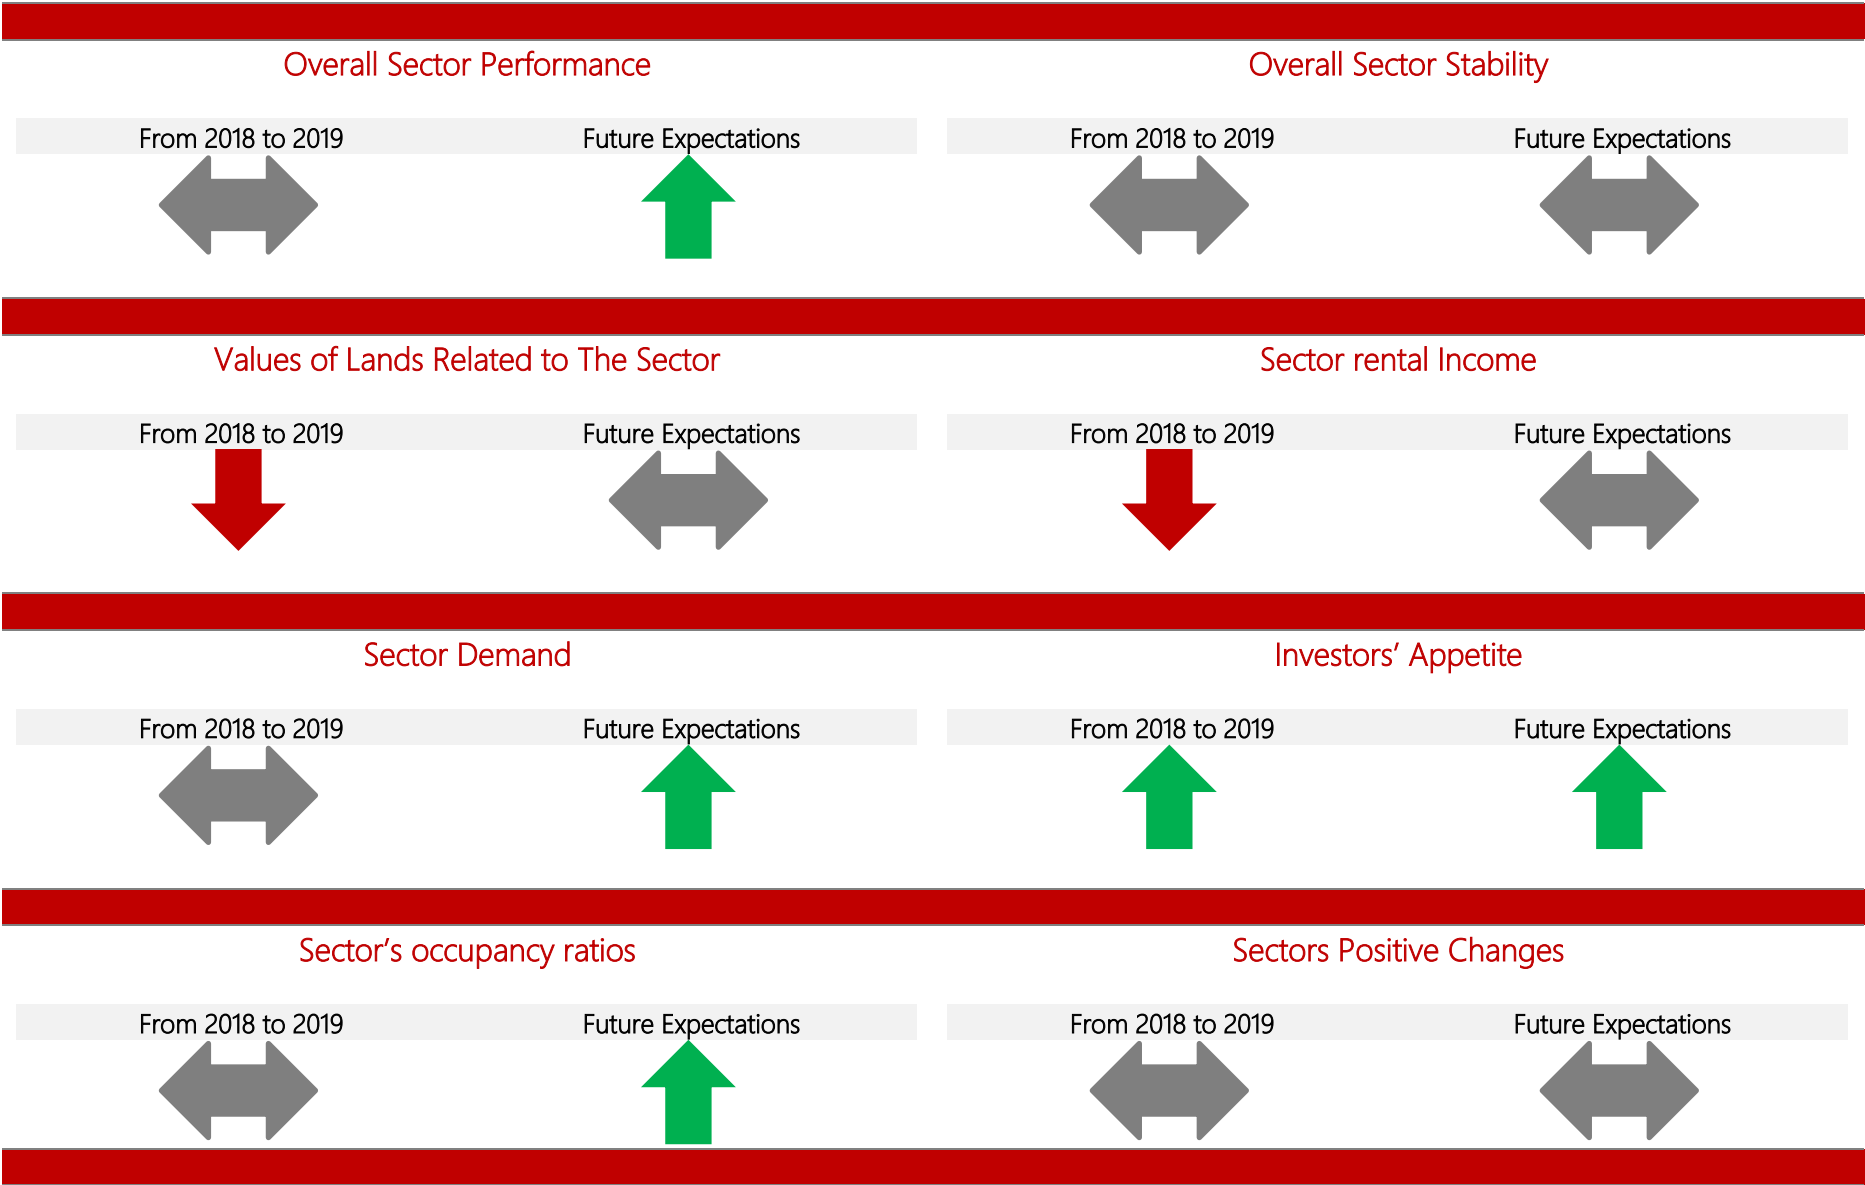 Overall Sector Performance
Overall Sector Stability
From 2018 to 2019
Future Expectations
From 2018 to 2019
Future Expectations
Values of Lands Related to The Sector
Sector rental Income
From 2018 to 2019
Future Expectations
From 2018 to 2019
Future Expectations
Sector Demand
Investors’ Appetite
From 2018 to 2019
Future Expectations
From 2018 to 2019
Future Expectations
Sector’s occupancy ratios
Sectors Positive Changes
From 2018 to 2019
Future Expectations
From 2018 to 2019
Future Expectations